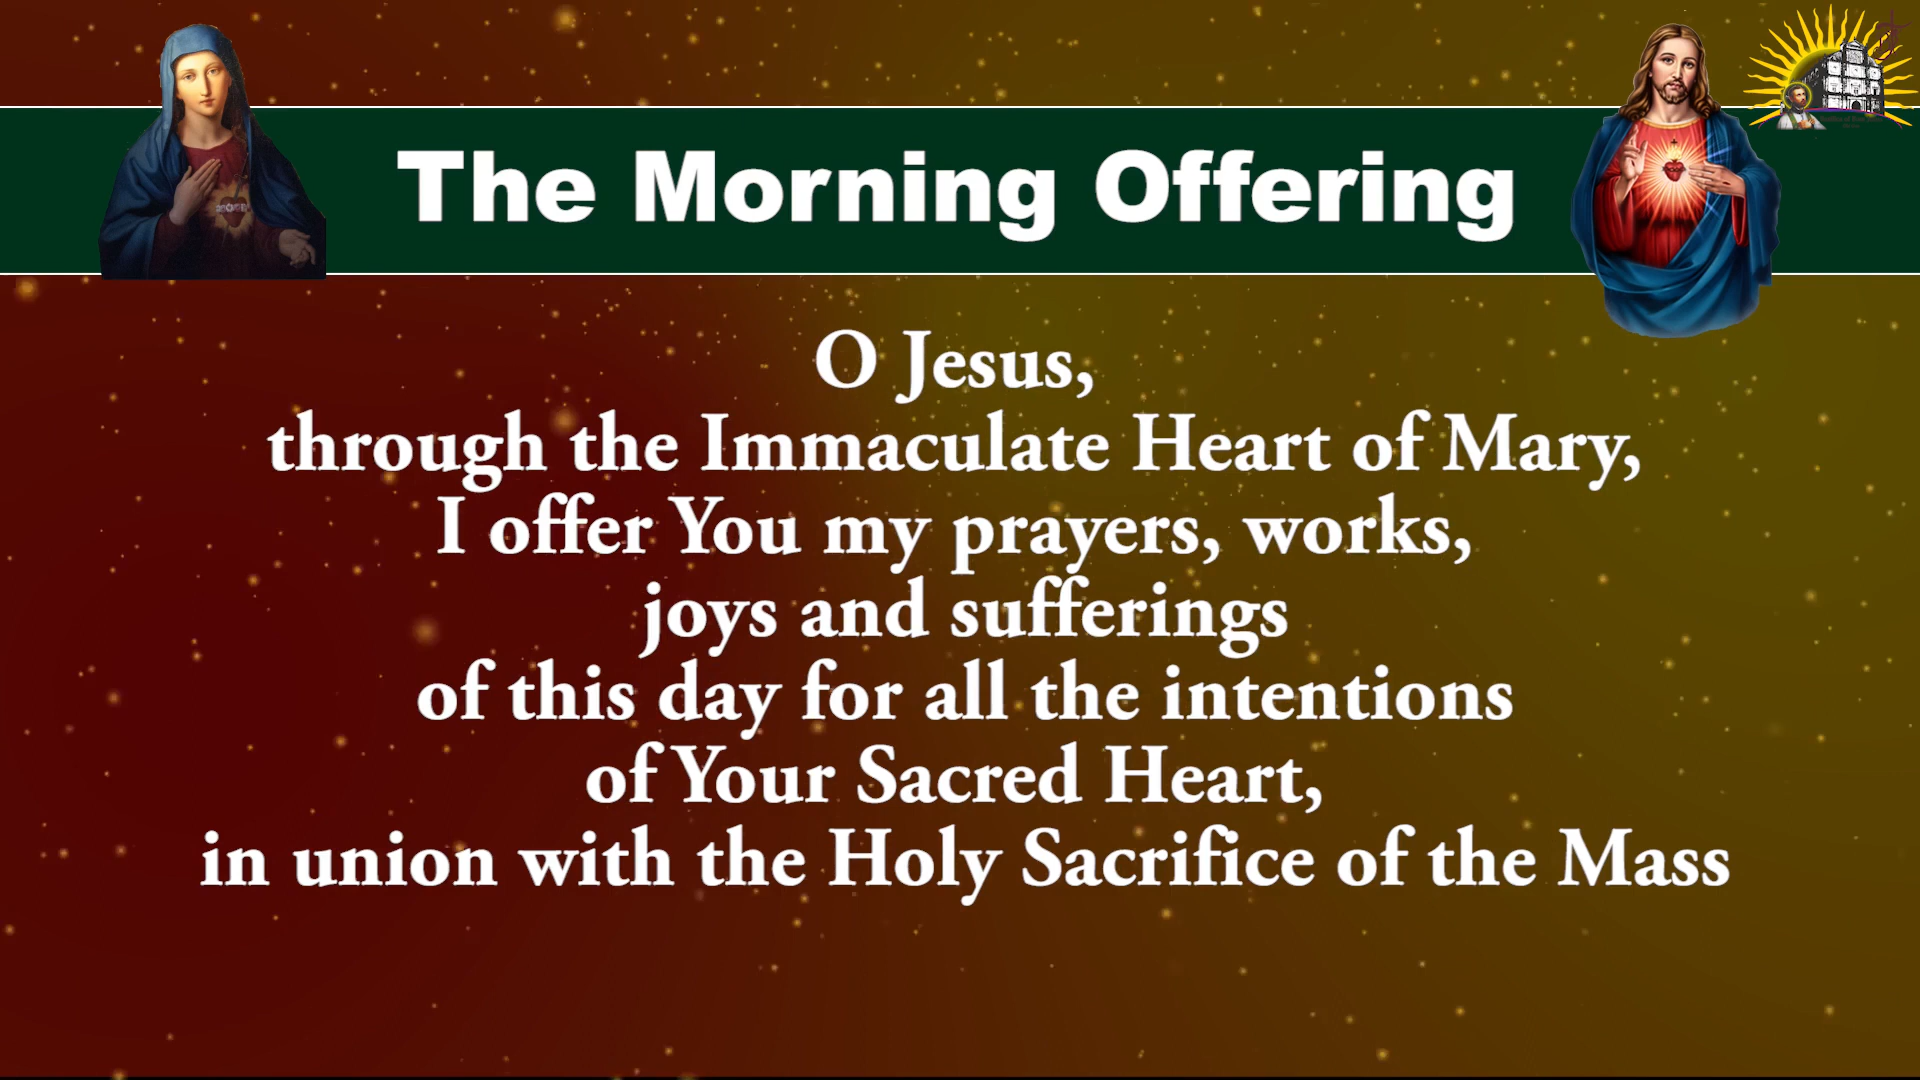 The Morning Offering
O Jesus,
through the Immaculate Heart of Mary,
I offer You my prayers, works,
joys and sufferings
of this day for all the intentions
of Your Sacred Heart,
in union with the Holy Sacrifice of the Mass